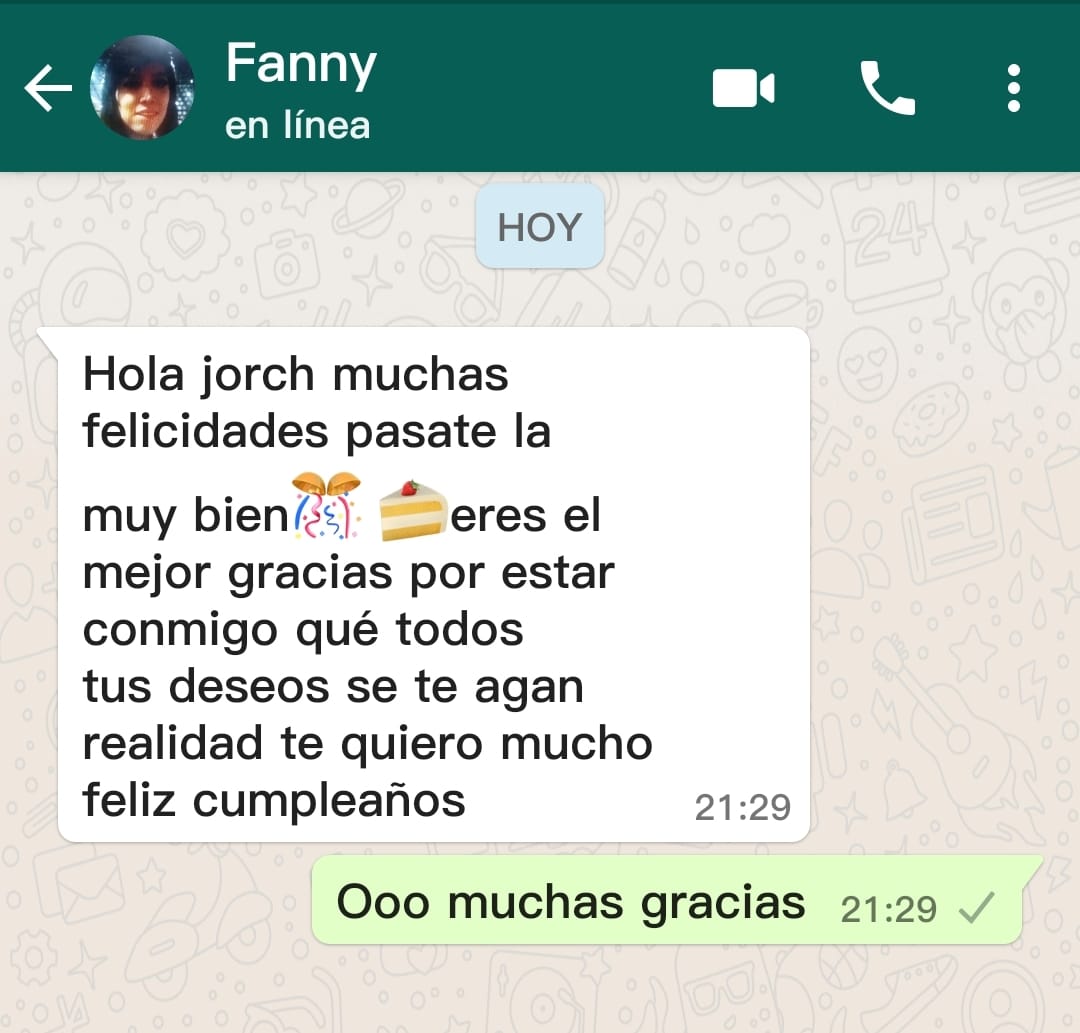 Fanny
en línea
HOY
Hola jorch muchas
felicidades pasate la
muy bien🎊 🍰eres el
mejor gracias por estar
conmigo qué todos
tus deseos se te agan
realidad te quiero mucho
feliz cumpleaños 21:29
Ooo muchas gracias 21:29